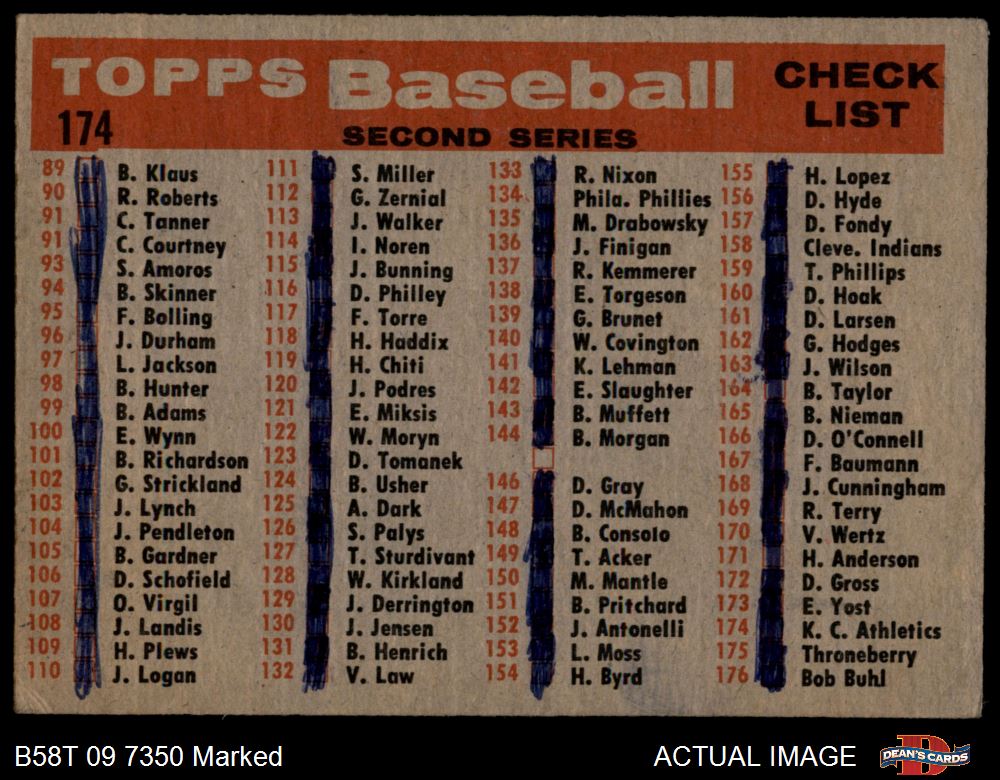 TOPPS Baseball CHECK LIST
174 SECOND SERIES
89 B. Klaus 111 S. Miller 133 R. Nixon 155 H. Lopez
90 R. Roberts 112 G. Zernial 134 Phila. Phillies 156 D. Hyde
91 C. Tanner 113 J. Walker 135 M. Drabowsky 157 D. Fondy
91 C. Courtney 114 I. Noren 136 J. Finigan 158 Cleve. Indians
93 S. Amoros 115 J. Bunning 137 R. Kemmerer 159 T. Phillips
94 B. Skinner 116 D. Philley 138 E. Torgeson 160 D. Hoak
95 F. Bolling 117 F. Torre 139 G. Brunet 161 D. Larsen
96 J. Durham 118 H. Haddix 140 W. Covington 162 G. Hodges
97 L. Jackson 119 H. Chiti 141 K. Lehman 163 J. Wilson
98 B. Hunter 120 J. Podres 142 E. Slaughter 164 B. Taylor
99 B. Adams 121 E. Miksis 143 B. Muffett 165 B. Nieman
100 E. Wynn 122 W. Moryn 144 B. Morgan 166 D. O'Connell
101 B. Richardson 123 D. Tomanek 167 F. Baumann
102 G. Strickland 124 B. Usher 146 D. Gray 168 J. Cunningham
103 J. Lynch 125 A. Dark 147 D. McMahon 169 R. Terry
104 J. Pendleton 126 S. Palys 148 B. Consolo 170 V. Wertz
105 B. Gardner 127 T. Sturdivant 149 T. Acker 171 H. Anderson
106 D. Schofield 128 W. Kirkland 150 M. Mantle 172 D. Gross
107 O. Virgil 129 J. Derrington 151 B. Pritchard 173 E. Yost
108 J. Landis 130 J. Jensen 152 J. Antonelli 174 K. C. Athletics
109 H. Plews 131 B. Henrich 153 L. Moss 175 Throneberry
110 J. Logan 132 V. Law 154 H. Byrd 176 Bob Buhl
B58T 09 7350 Marked ACTUAL IMAGE DEAN'S CARDS